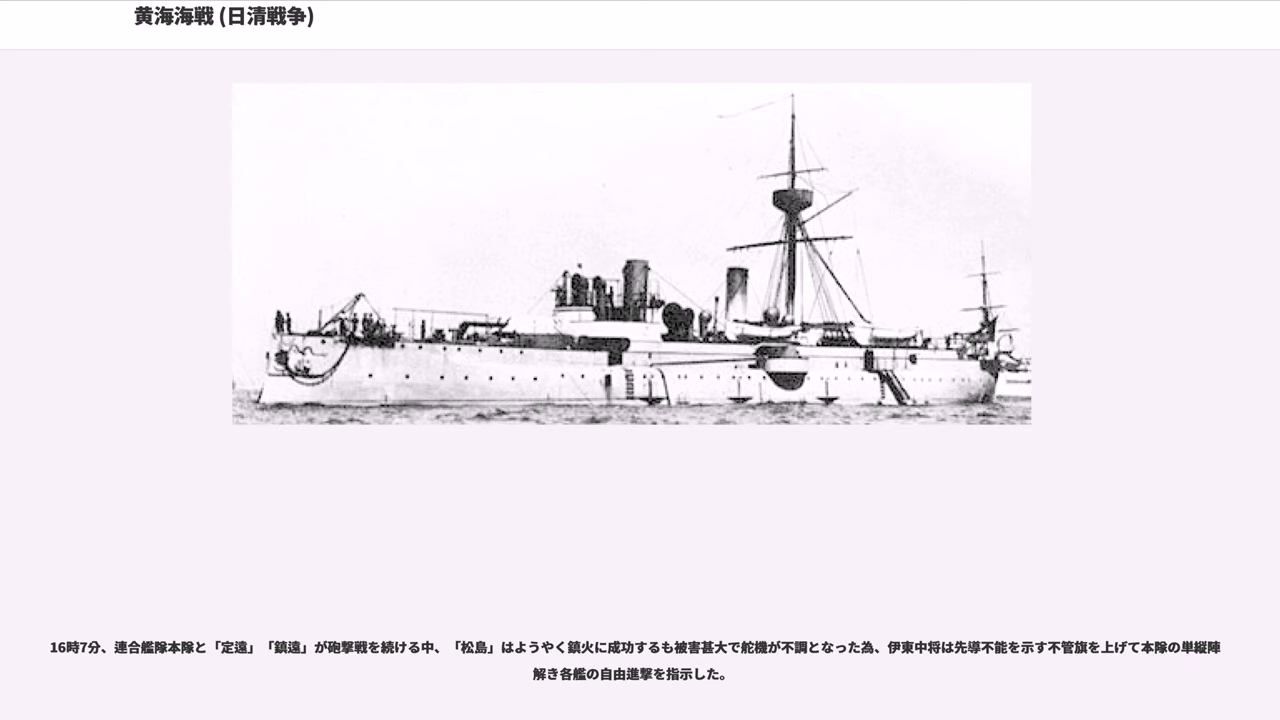 黄海海戦 (日清戦争)
16時7分、連合艦隊本隊と「定遠」「鎮遠」が砲撃戦を続ける中、「松島」はようやく鎮火に成功するも被害甚大で舵機が不調となった為、伊東中将は先導不能を示す不管旗を上げて本隊の単縦陣
解き各艦の自由進撃を指示した。